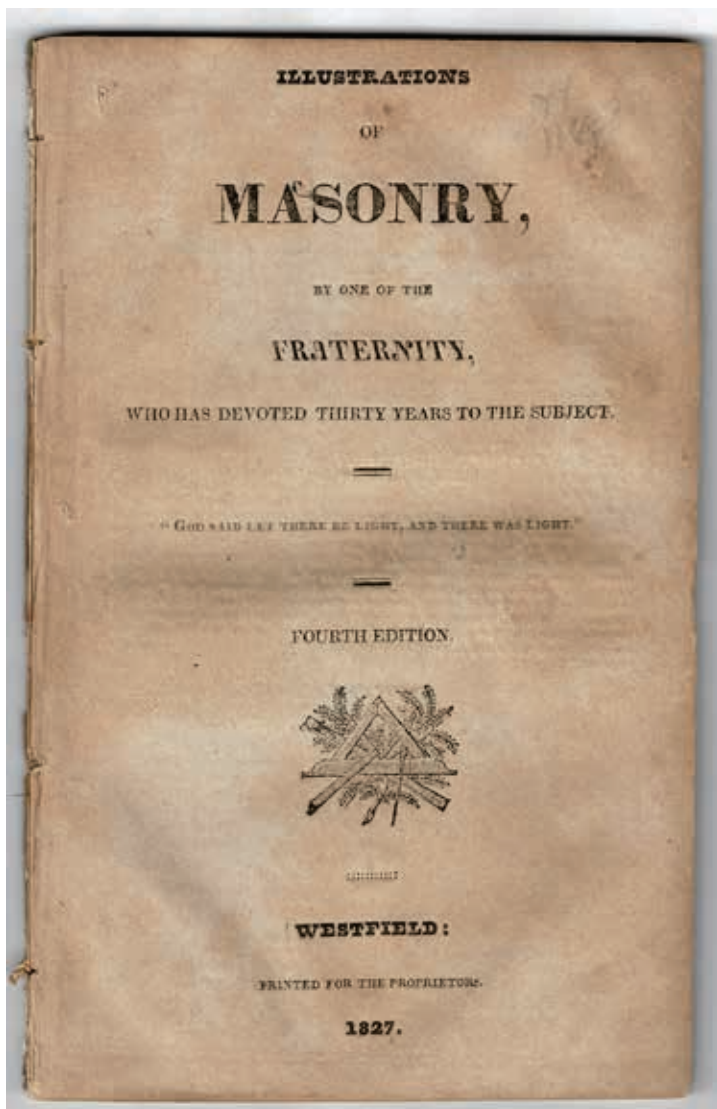 ILLUSTRATIONS
OF
MASONRY,
BY ONE OF THE
FRATERNITY,
WHO HAS DEVOTED THIRTY YEARS TO THE SUBJECT.
"GOD SAID LET THERE BE LIGHT, AND THERE WAS LIGHT."
FOURTH EDITION.
WESTFIELD:
PRINTED FOR THE PROPRIETORS.
1827.